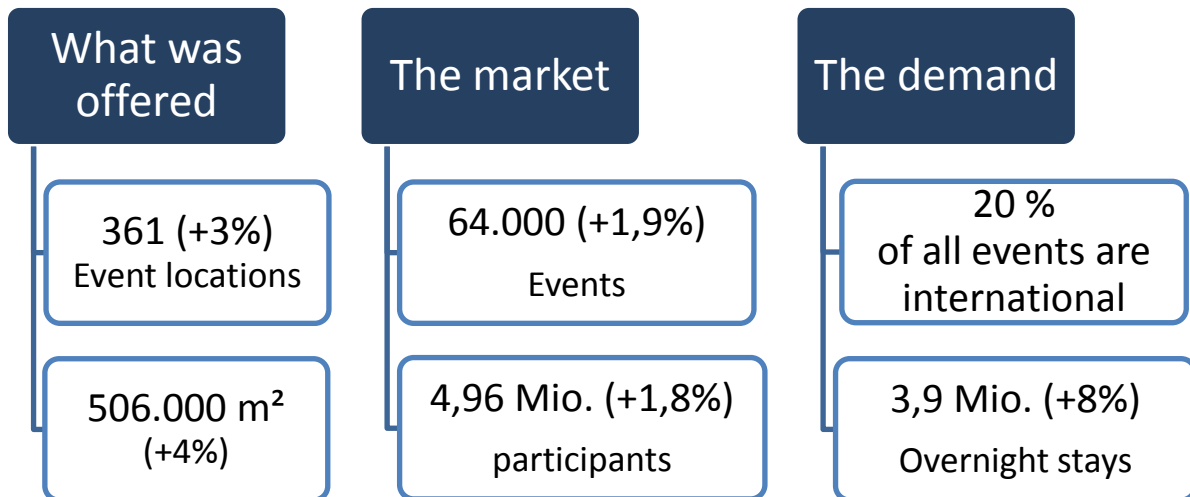 What was
offered
361 (+3%)
Event locations
506.000 m²
(+4%)
The market
64.000 (+1,9%)
Events
4,96 Mio. (+1,8%)
participants
The demand
20 %
of all events are
international
3,9 Mio. (+8%)
Overnight stays